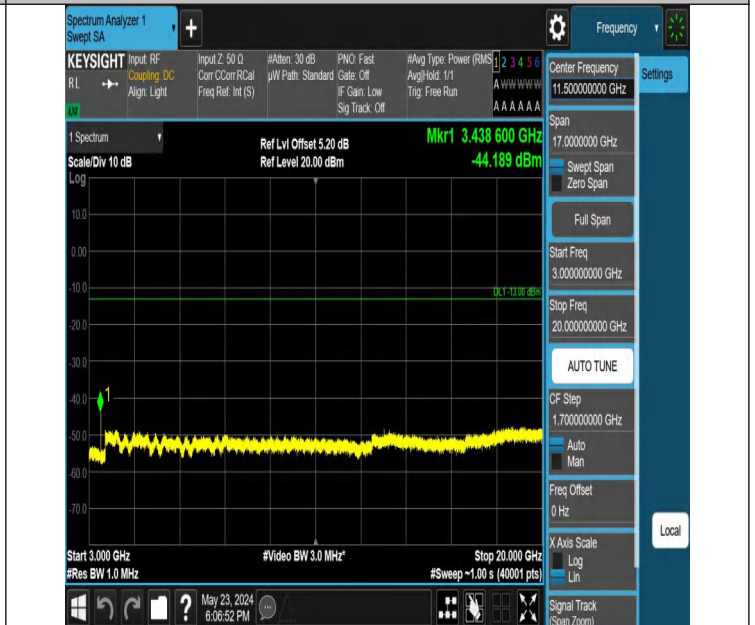 Spectrum Analyzer 1
Swept SA
+
Frequency
KEYSIGHT
RL
Input: RF
Coupling: DC
Align: Light
Input Z: 50 Ω
Corr CCorr RCal
Freq Ref: Int (S)
#Atten: 30 dB
µW Path: Standard
PNO: Fast
Gate: Off
IF Gain: Low
Sig Track: Off
#Avg Type: Power (RMS
Avg|Hold: 1/1
Trig: Free Run
1 2 3 4 5 6
A W W W W W
A A A A A A
1 Spectrum
Scale/Div 10 dB
Log
Ref Lvl Offset 5.20 dB
Ref Level 20.00 dBm
Mkr1 3.438 600 GHz
-44.189 dBm
10.0
0.00
-10.0
DL1 -13.00 dBm
-20.0
-30.0
-40.0
1
-50.0
-60.0
-70.0
Start 3.000 GHz
#Video BW 3.0 MHz*
Stop 20.000 GHz
#Res BW 1.0 MHz
#Sweep ~1.00 s (40001 pts)
?
May 23, 2024
6:06:52 PM
Center Frequency
11.500000000 GHz
Settings
Span
17.0000000 GHz
Swept Span
Zero Span
Full Span
Start Freq
3.000000000 GHz
Stop Freq
20.000000000 GHz
AUTO TUNE
CF Step
1.700000000 GHz
Auto
Man
Freq Offset
0 Hz
X Axis Scale
Log
Lin
Local
Signal Track
(Span Zoom)